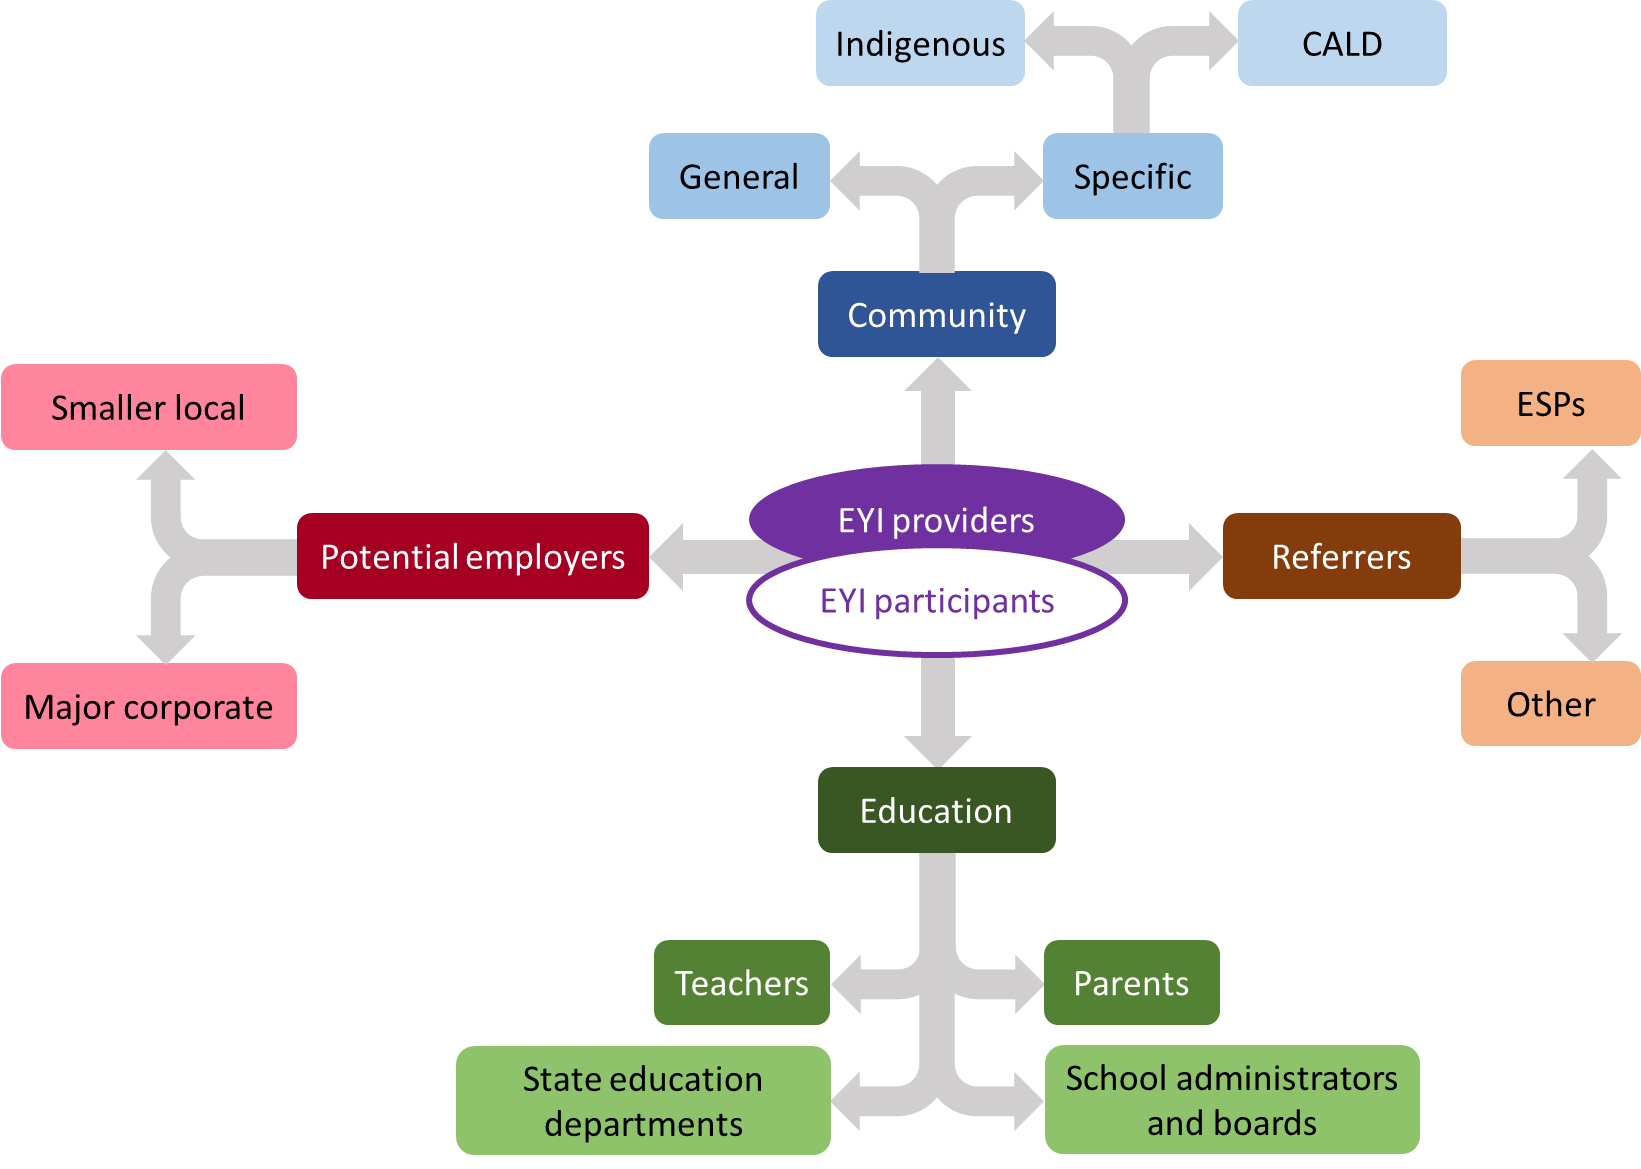 Indigenous
CALD
General
Specific
Community
Smaller local
ESPs
EYI providers
Potential employers
Referrers
EYI participants
Major corporate
Other
Education
Teachers
Parents
State education
departments
School administrators
and boards